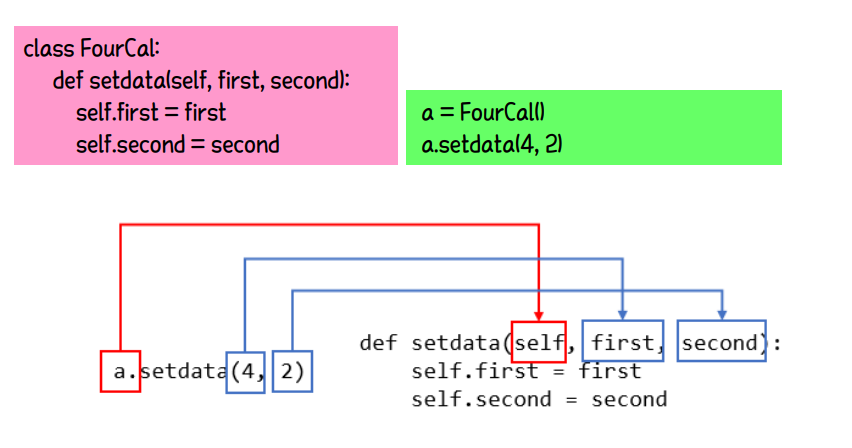 class FourCal:
def setdata(self, first, second):
self.first = first
self.second = second
a = FourCal()
a.setdata(4, 2)
a.setdata(4, 2)
def setdata(self, first, second):
self.first = first
self.second = second